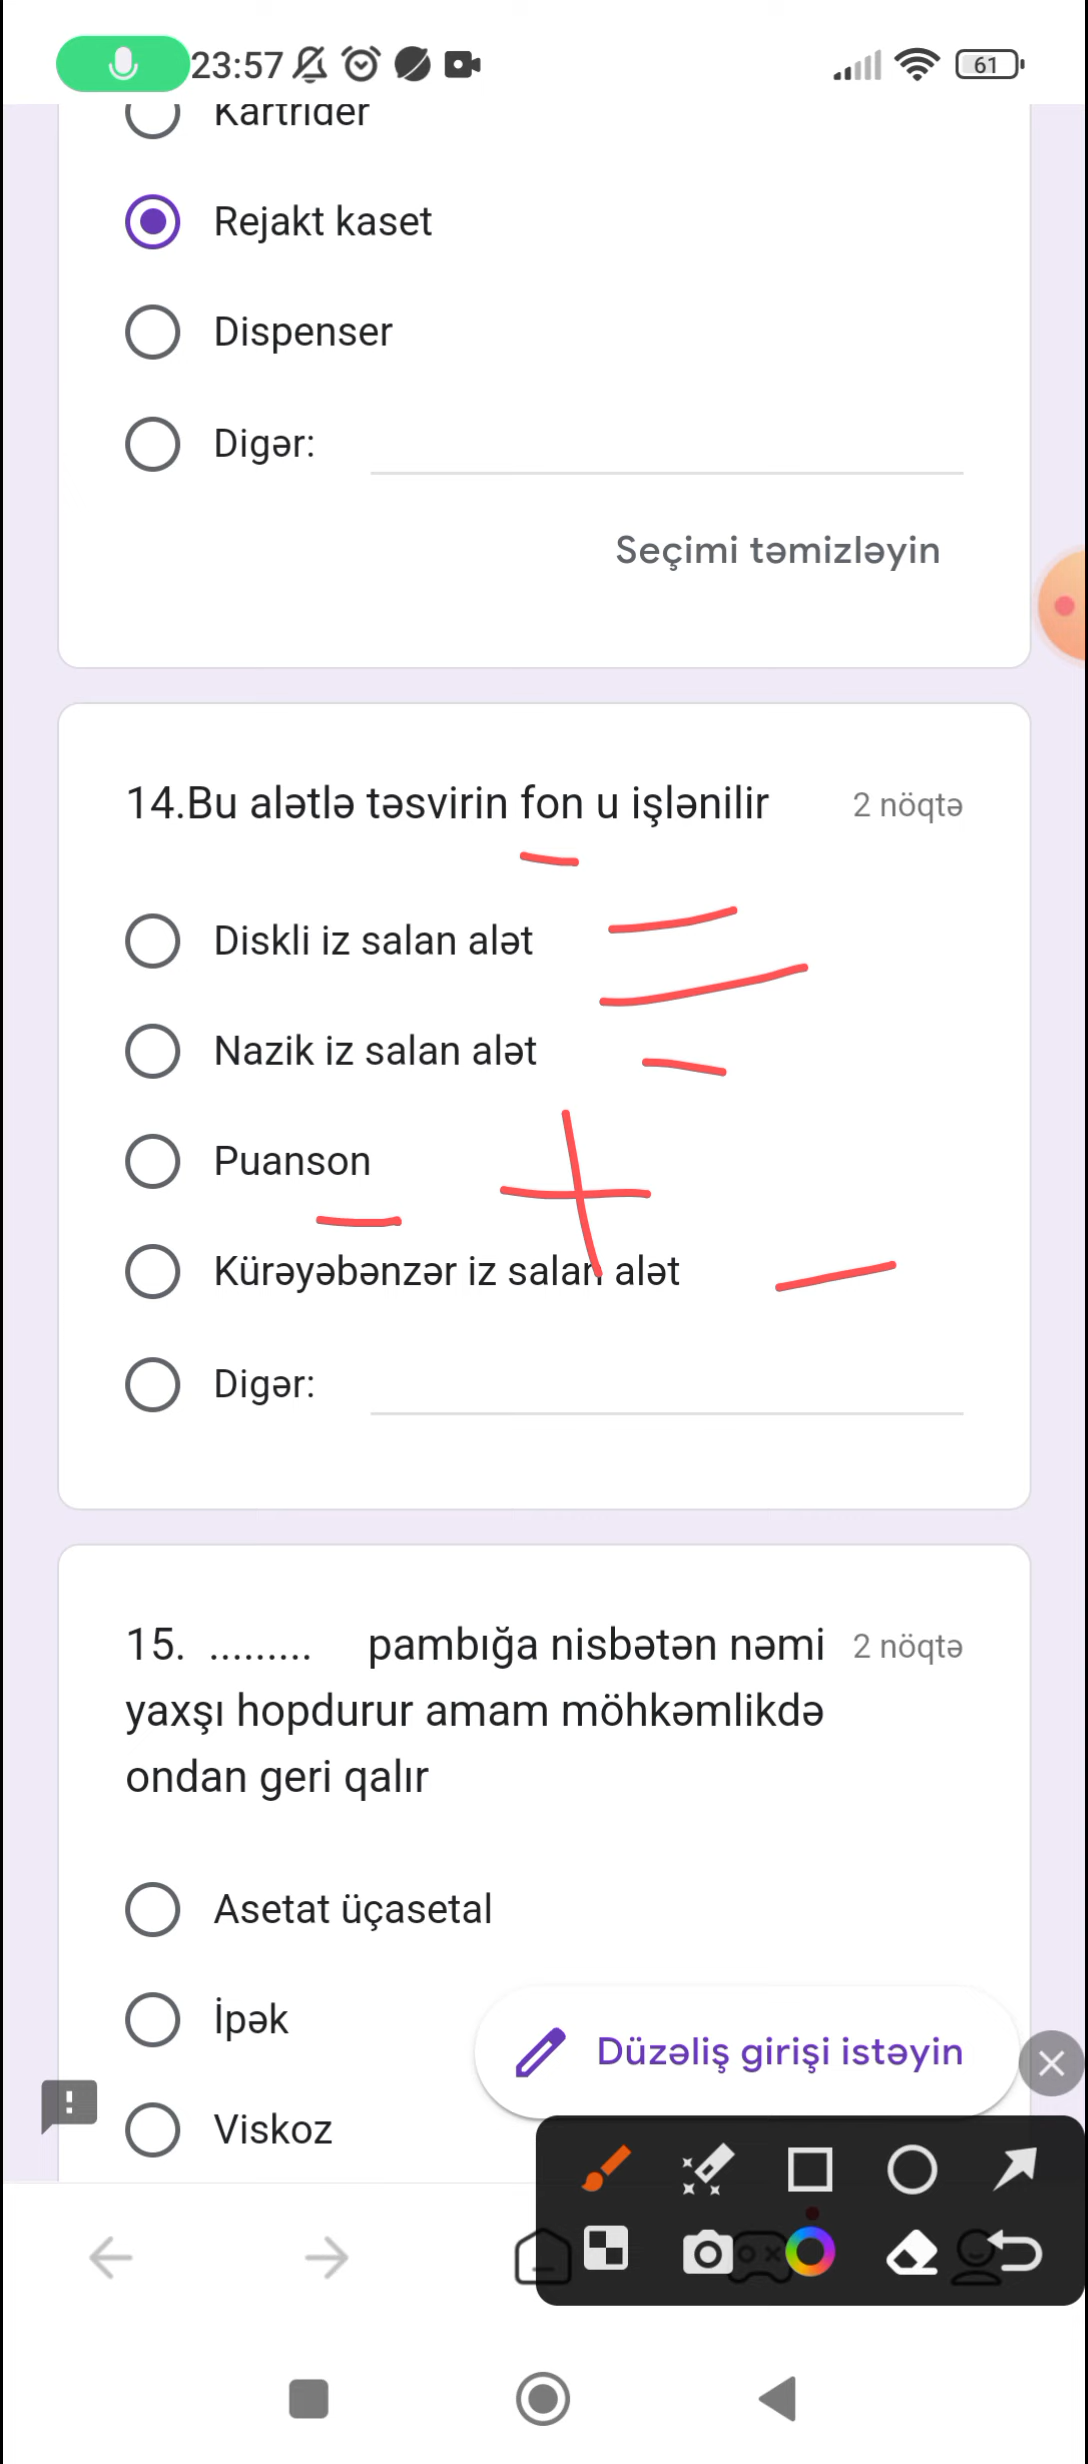 23:57
61
Kartrider
Rejakt kaset
Dispenser
Digər:
Seçimi təmizləyin
14.Bu alətlə təsvirin fon u işlənilir
2 nöqtə
Diskli iz salan alət
Nazik iz salan alət
Puanson
Kürəyəbənzər iz salan alət
Digər:
15. ......... pambığa nisbətən nəmi
2 nöqtə
yaxşı hopdurur amam möhkəmlikdə
ondan geri qalır
Asetat üçasetal
İpək
Düzəliş girişi istəyin
Viskoz